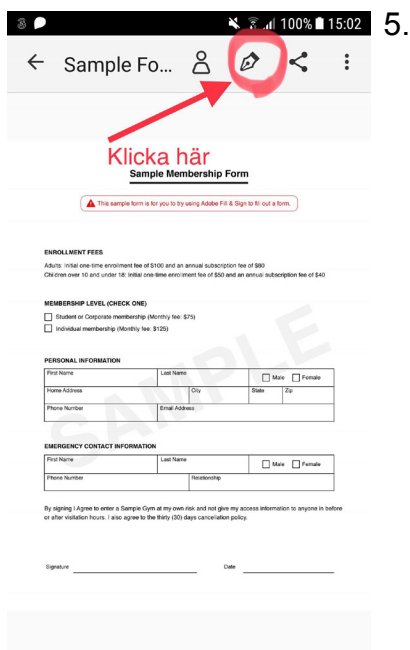 3 100% 15:02
5.
Sample Fo...
Klicka här
Sample Membership Form
This sample form is for you to try using Adobe Fill & Sign to fill out a form.
ENROLLMENT FEES
Adults: Initial one-time enrollment fee of $100 and an annual subscription fee of $80
Children over 10 and under 18: Initial one-time enrollment fee of $50 and an annual subscription fee of $40
MEMBERSHIP LEVEL (CHECK ONE)
Student or Corporate membership (Monthly fee: $75)
Individual membership (Monthly fee: $125)
PERSONAL INFORMATION
First Name Last Name Male Female
Home Address City State Zip
Phone Number Email Address
SAMPLE
EMERGENCY CONTACT INFORMATION
First Name Last Name Male Female
Phone Number Relationship
By signing I Agree to enter a Sample Gym at my own risk and not give my access information to anyone in before
or after visitation hours. I also agree to the thirty (30) days cancellation policy.
Signature Date